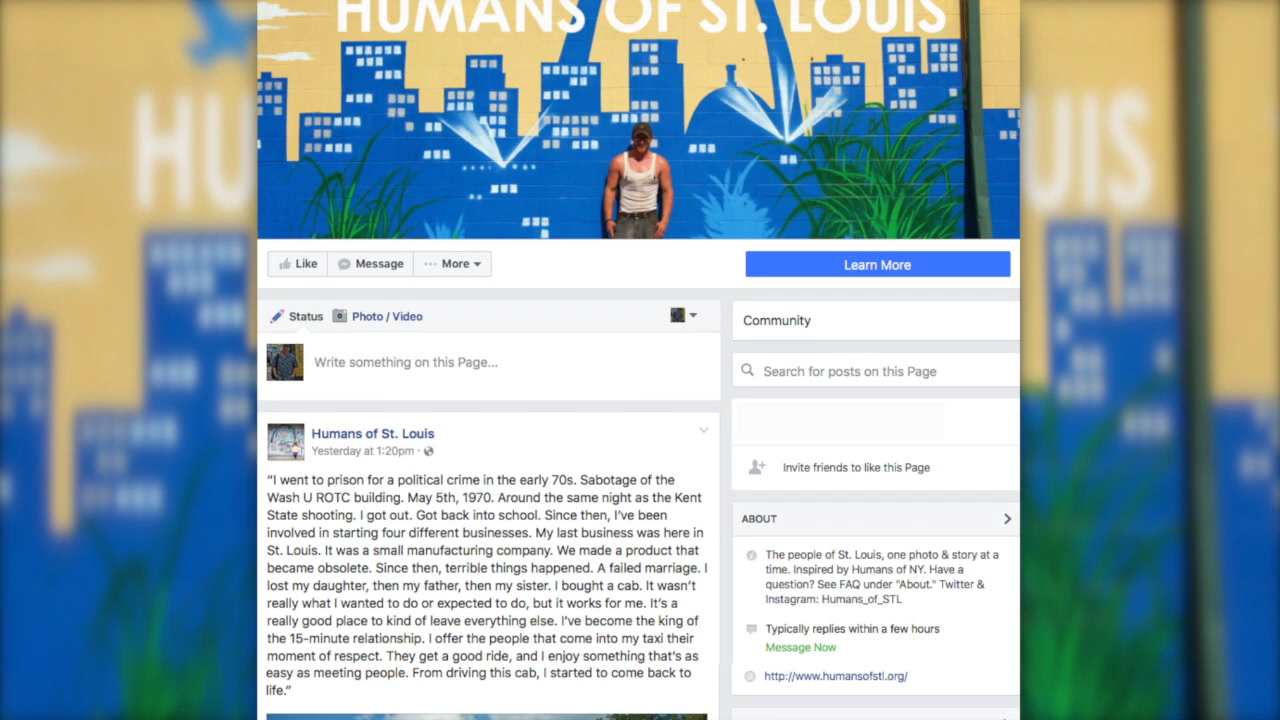 HUMANS OF ST. LOUIS
Like
Message
More
Learn More
Status
Photo / Video
Write something on this Page...
Community
Search for posts on this Page
Humans of St. Louis
Yesterday at 1:20pm ·
Invite friends to like this Page
“I went to prison for a political crime in the early 70s. Sabotage of the
Wash U ROTC building. May 5th, 1970. Around the same night as the Kent
State shooting. I got out. Got back into school. Since then, I’ve been
involved in starting four different businesses. My last business was here in
St. Louis. It was a small manufacturing company. We made a product that
became obsolete. Since then, terrible things happened. A failed marriage. I
lost my daughter, then my father, then my sister. I bought a cab. It wasn’t
really what I wanted to do or expected to do, but it works for me. It’s a
really good place to kind of leave everything else. I’ve become the king of
the 15-minute relationship. I offer the people that come into my taxi their
moment of respect. They get a good ride, and I enjoy something that’s as
easy as meeting people. From driving this cab, I started to come back to
life.”
ABOUT
The people of St. Louis, one photo & story at a
time. Inspired by Humans of NY. Have a
question? See FAQ under "About." Twitter &
Instagram: Humans_of_STL
Typically replies within a few hours
Message Now
http://www.humansofstl.org/
HU
UIS